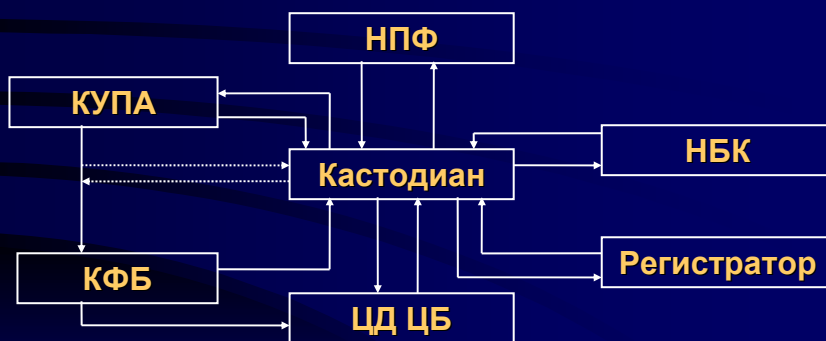 НПФ
КУПА
Кастодиан
НБК
Регистратор
КФБ
ЦД ЦБ